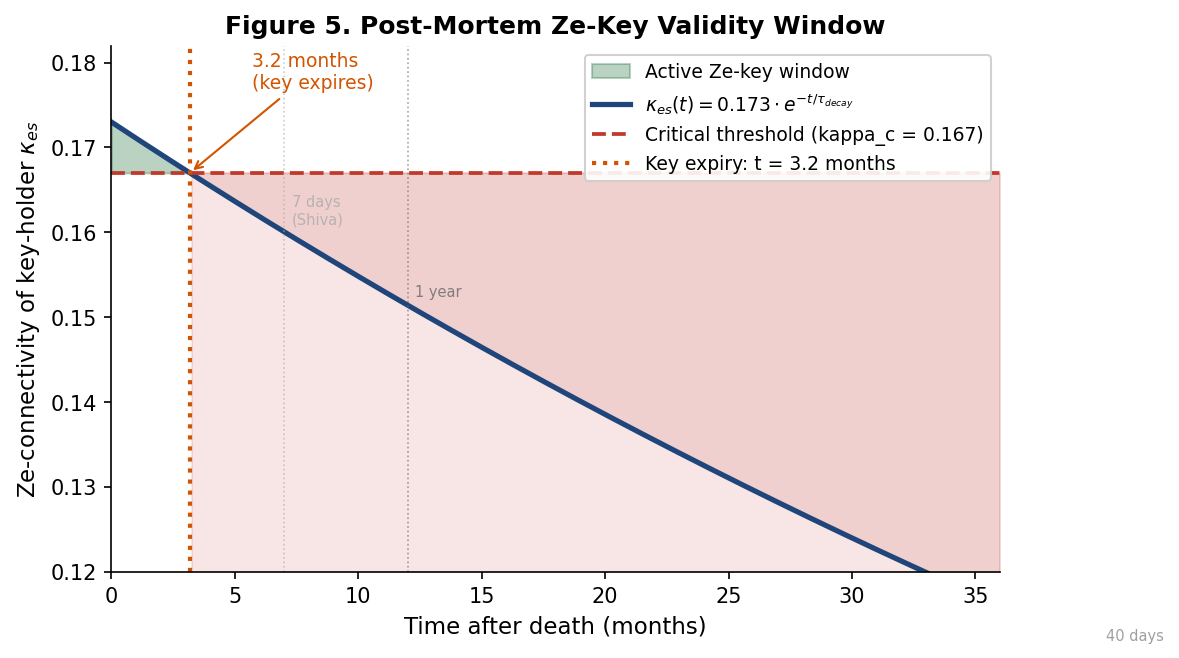 Figure 5. Post-Mortem Ze-Key Validity Window
3.2 months
(key expires)
Active Ze-key window
κ_es(t) = 0.173 · e^{-t/τ_decay}
Critical threshold (kappa_c = 0.167)
Key expiry: t = 3.2 months
7 days
(Shiva)
1 year
Ze-connectivity of key-holder κ_es
0.18
0.17
0.16
0.15
0.14
0.13
0.12
0 5 10 15 20 25 30 35
Time after death (months)
40 days